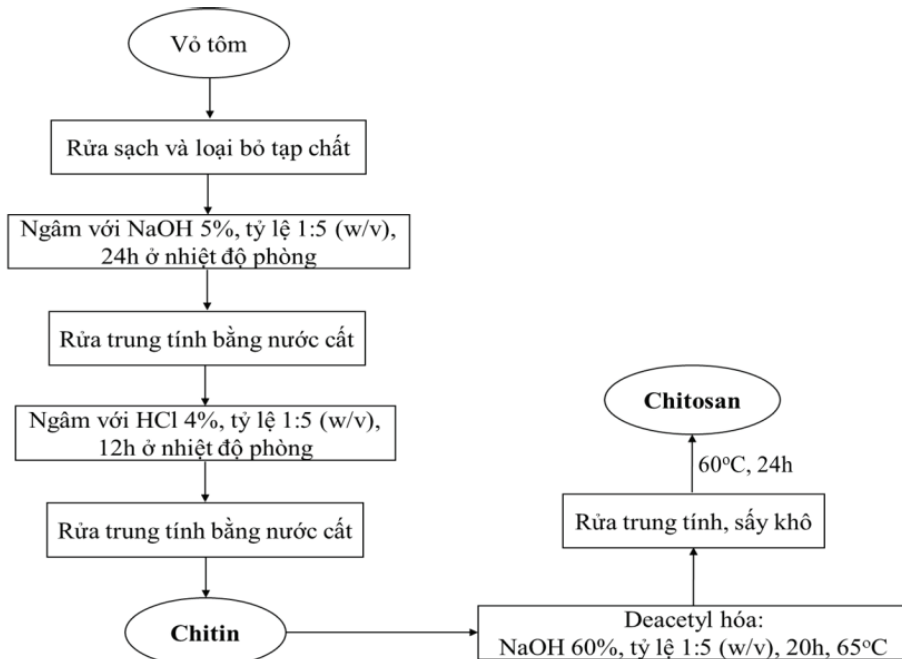 Vỏ tôm
Rửa sạch và loại bỏ tạp chất
Ngâm với NaOH 5%, tỷ lệ 1:5 (w/v),
24h ở nhiệt độ phòng
Rửa trung tính bằng nước cất
Ngâm với HCl 4%, tỷ lệ 1:5 (w/v),
12h ở nhiệt độ phòng
Rửa trung tính bằng nước cất
Chitin
Deacetyl hóa:
NaOH 60%, tỷ lệ 1:5 (w/v), 20h, 65°C
Rửa trung tính, sấy khô
60°C, 24h
Chitosan